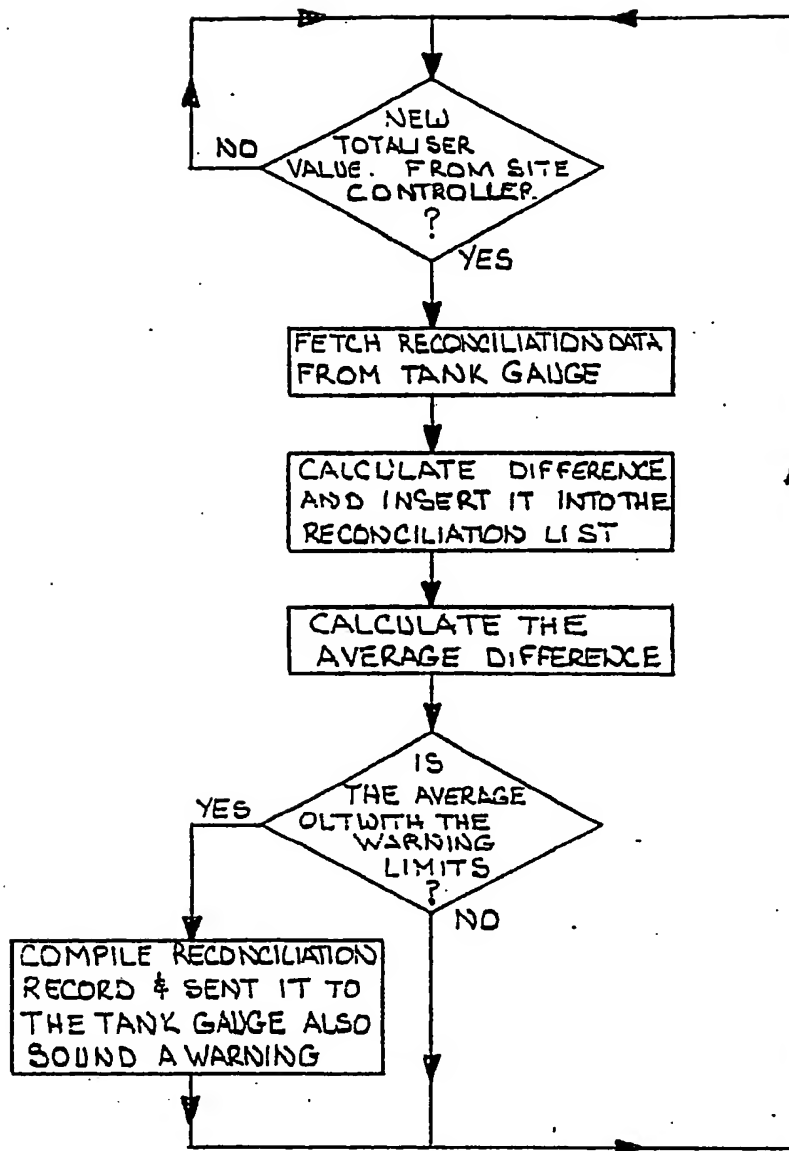 NEW
TOTALISER
VALUE. FROM SITE
CONTROLLER.
?
NO
YES
FETCH RECONCILIATION DATA
FROM TANK GAUGE
CALCULATE DIFFERENCE
AND INSERT IT INTO THE
RECONCILIATION LIST
CALCULATE THE
AVERAGE DIFFERENCE
IS
THE AVERAGE
OUTWITH THE
WARNING
LIMITS
?
YES
NO
COMPILE RECONCILIATION
RECORD & SENT IT TO
THE TANK GAUGE ALSO
SOUND A WARNING